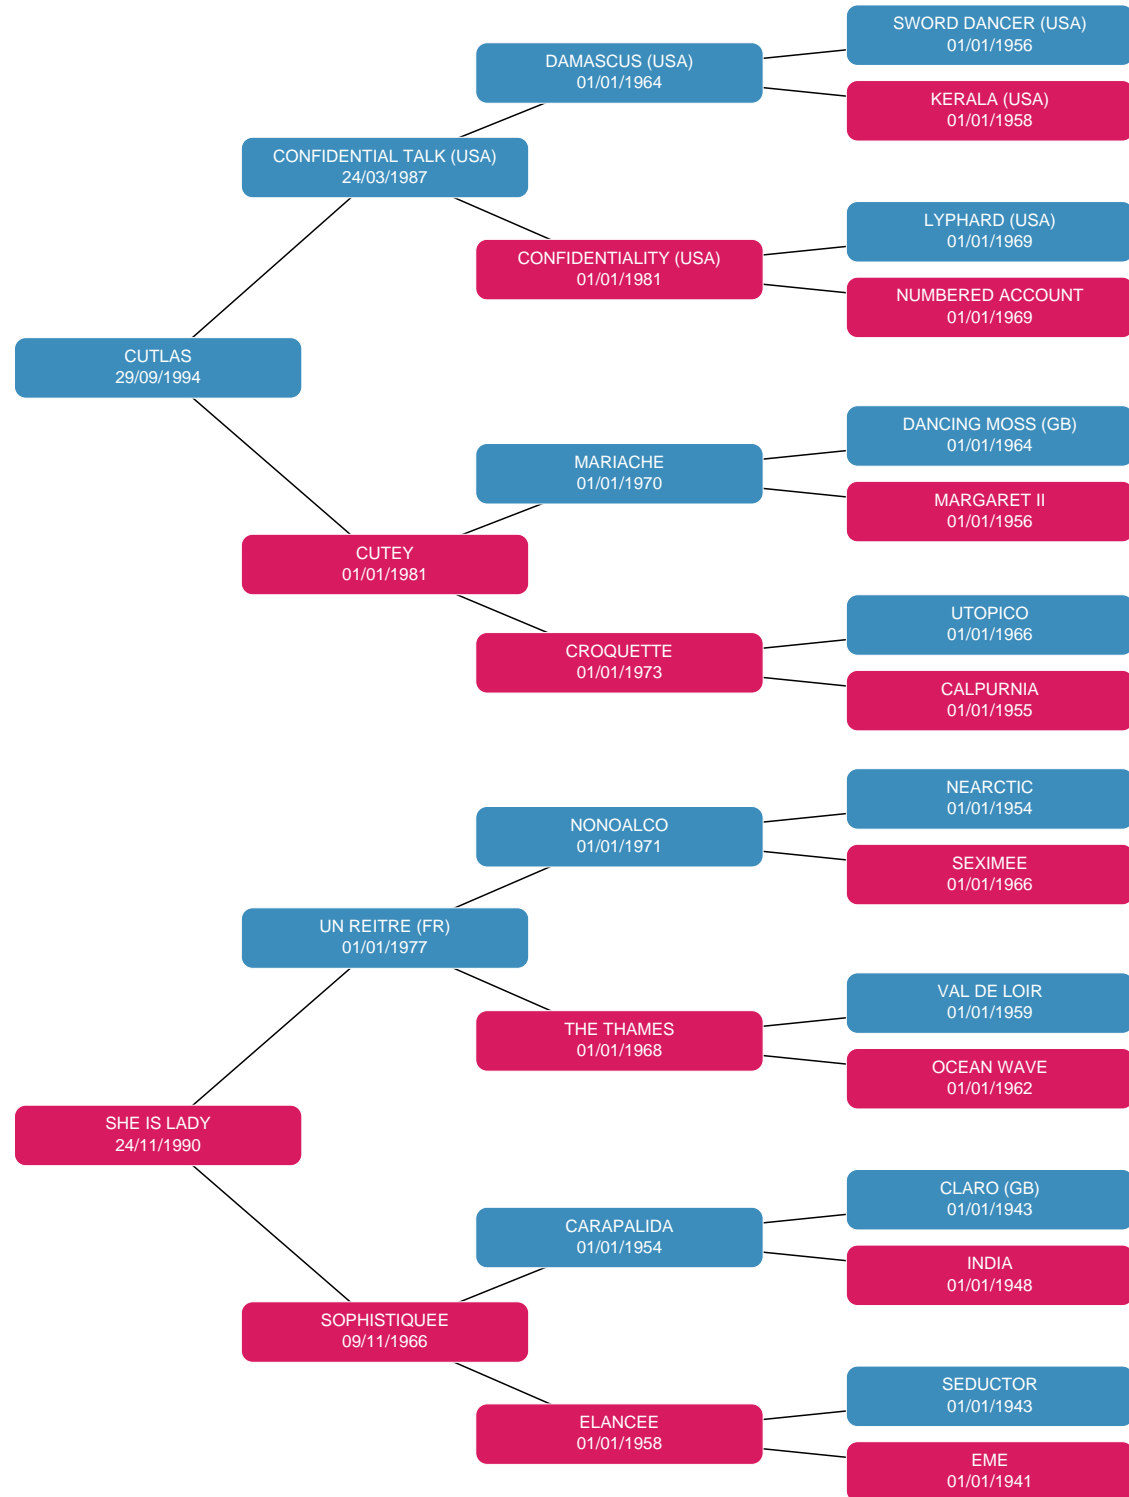 SWORD DANCER (USA)
01/01/1956
DAMASCUS (USA)
01/01/1964
KERALA (USA)
01/01/1958
CONFIDENTIAL TALK (USA)
24/03/1987
LYPHARD (USA)
01/01/1969
CONFIDENTIALITY (USA)
01/01/1981
NUMBERED ACCOUNT
01/01/1969
CUTLAS
29/09/1994
DANCING MOSS (GB)
01/01/1964
MARIACHE
01/01/1970
MARGARET II
01/01/1956
CUTEY
01/01/1981
UTOPICO
01/01/1966
CROQUETTE
01/01/1973
CALPURNIA
01/01/1955
NEARCTIC
01/01/1954
NONOALCO
01/01/1971
SEXIMEE
01/01/1966
UN REITRE (FR)
01/01/1977
VAL DE LOIR
01/01/1959
THE THAMES
01/01/1968
OCEAN WAVE
01/01/1962
SHE IS LADY
24/11/1990
CLARO (GB)
01/01/1943
CARAPALIDA
01/01/1954
INDIA
01/01/1948
SOPHISTIQUEE
09/11/1966
SEDUCTOR
01/01/1943
ELANCEE
01/01/1958
EME
01/01/1941